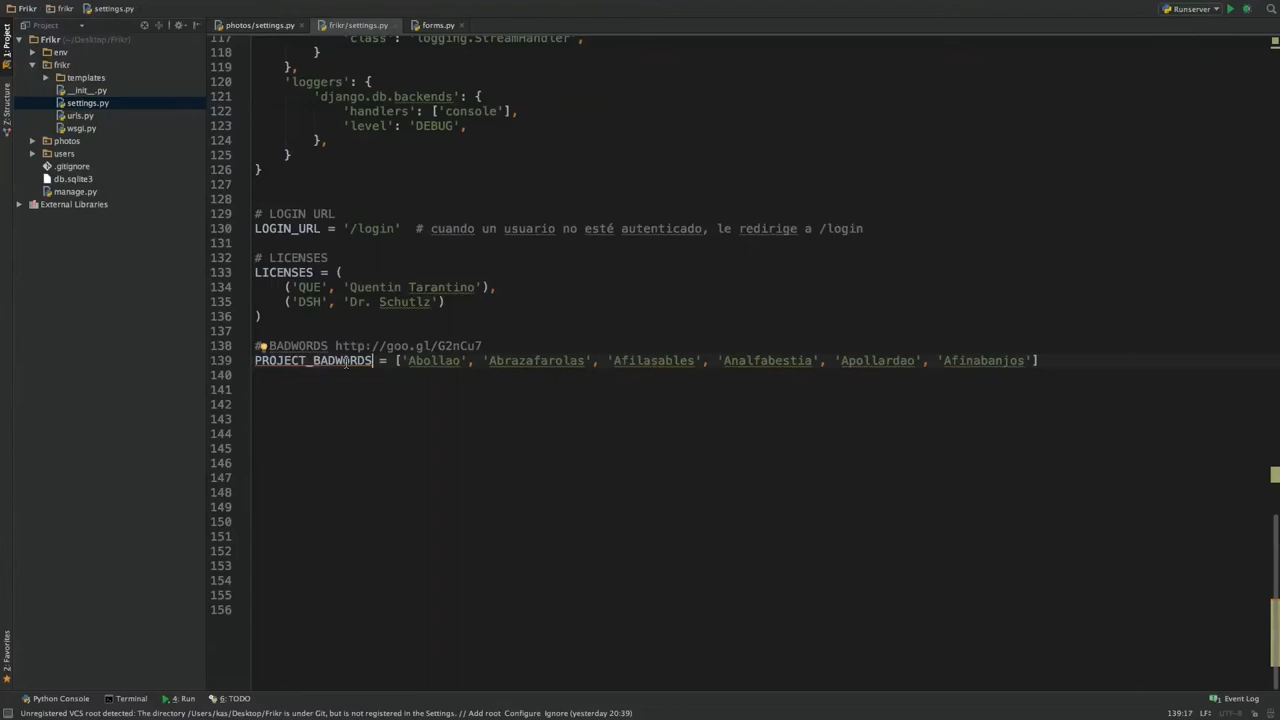 Frikr frikr settings.py Runserver
Project photos/settings.py frikr/settings.py forms.py
1: Project
Z: Structure
2: Favorites
Frikr (~/Desktop/Frikr)
env
frikr
templates
__init__.py
settings.py
urls.py
wsgi.py
photos
users
.gitignore
db.sqlite3
manage.py
External Libraries
117 'class': 'logging.StreamHandler',
118 }
119 },
120 'loggers': {
121 'django.db.backends': {
122 'handlers': ['console'],
123 'level': 'DEBUG',
124 },
125 }
126 }
127
128
129 # LOGIN URL
130 LOGIN_URL = '/login' # cuando un usuario no esté autenticado, le redirige a /login
131
132 # LICENSES
133 LICENSES = (
134 ('QUE', 'Quentin Tarantino'),
135 ('DSH', 'Dr. Schutlz')
136 )
137
138 # BADWORDS http://goo.gl/G2nCu7
139 PROJECT_BADWORDS = ['Abollao', 'Abrazafarolas', 'Afilasables', 'Analfabestia', 'Apollardao', 'Afinabanjos']
140
141
142
143
144
145
146
147
148
149
150
151
152
153
154
155
156
Python Console Terminal 4: Run 6: TODO Event Log
Unregistered VCS root detected: The directory /Users/kas/Desktop/Frikr is under Git, but is not registered in the Settings. // Add root Configure Ignore (yesterday 20:39) 139:17 LF: UTF-8